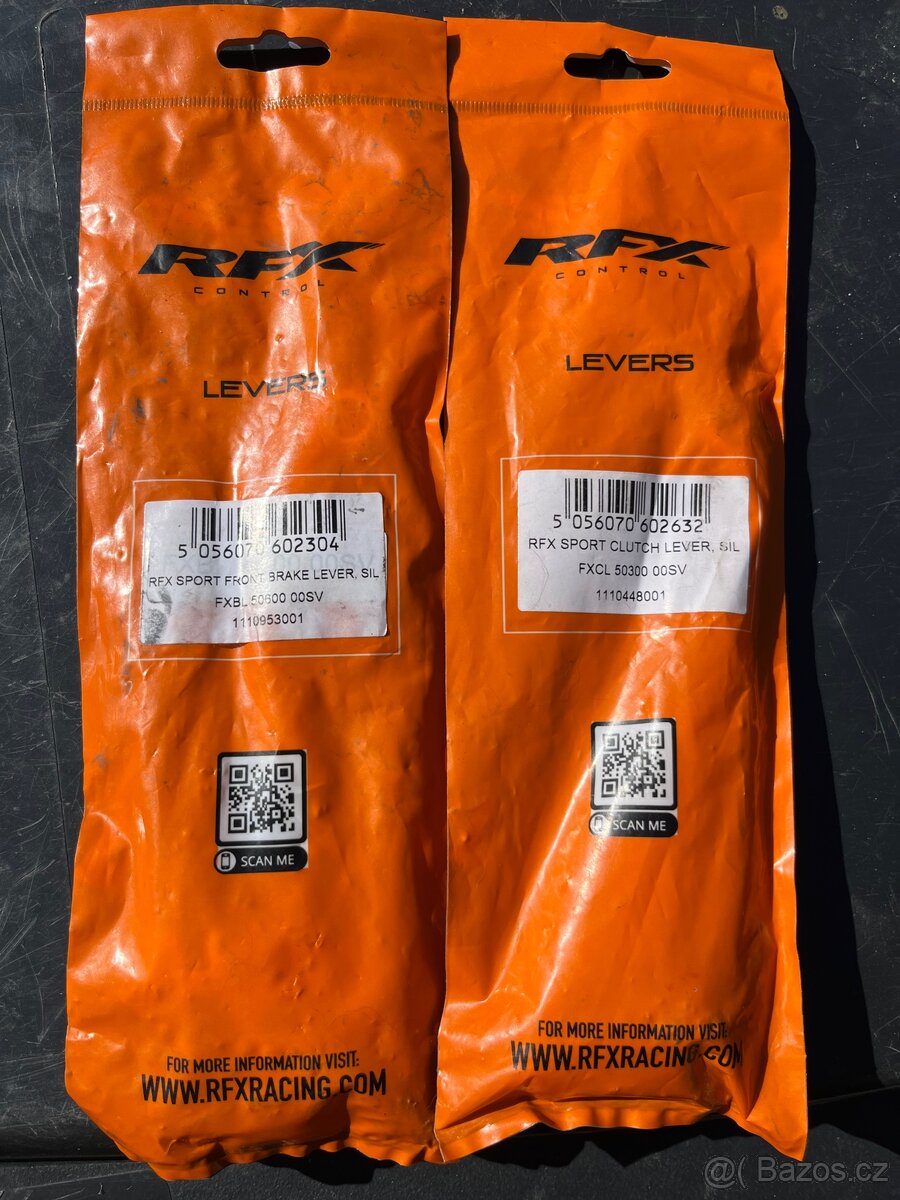 RFX
CONTROL
LEVERS
5 056070 602304
RFX SPORT FRONT BRAKE LEVER, SIL
FXBL 50600 00SV
1110953001
SCAN ME
FOR MORE INFORMATION VISIT:
WWW.RFXRACING.COM
RFX
CONTROL
LEVERS
5 056070 602632
RFX SPORT CLUTCH LEVER, SIL
FXCL 50300 00SV
1110448001
SCAN ME
FOR MORE INFORMATION VISIT:
WWW.RFXRACING.COM
@( Bazos.cz